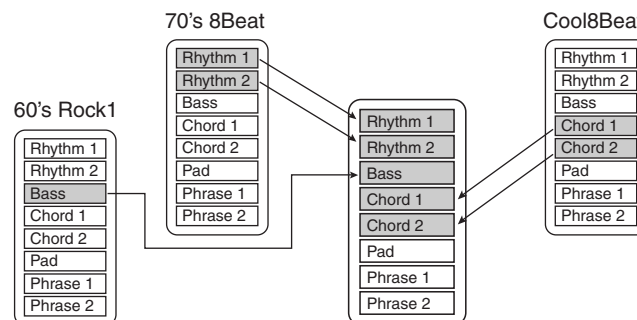 70's 8Beat
Rhythm 1
Rhythm 2
Bass
Chord 1
Chord 2
Pad
Phrase 1
Phrase 2
Cool8Beat
Rhythm 1
Rhythm 2
Bass
Chord 1
Chord 2
Pad
Phrase 1
Phrase 2
60's Rock1
Rhythm 1
Rhythm 2
Bass
Chord 1
Chord 2
Pad
Phrase 1
Phrase 2
Rhythm 1
Rhythm 2
Bass
Chord 1
Chord 2
Pad
Phrase 1
Phrase 2